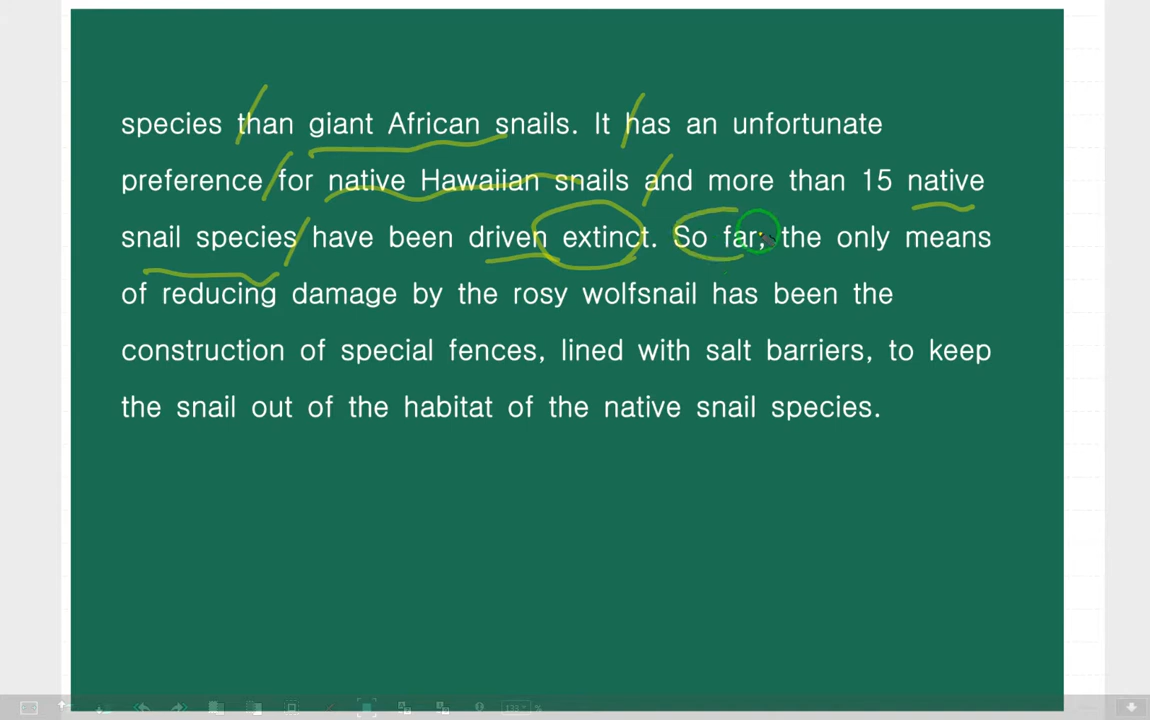 species than giant African snails. It has an unfortunate
preference for native Hawaiian snails and more than 15 native
snail species have been driven extinct. So far, the only means
of reducing damage by the rosy wolfsnail has been the
construction of special fences, lined with salt barriers, to keep
the snail out of the habitat of the native snail species.
133 %